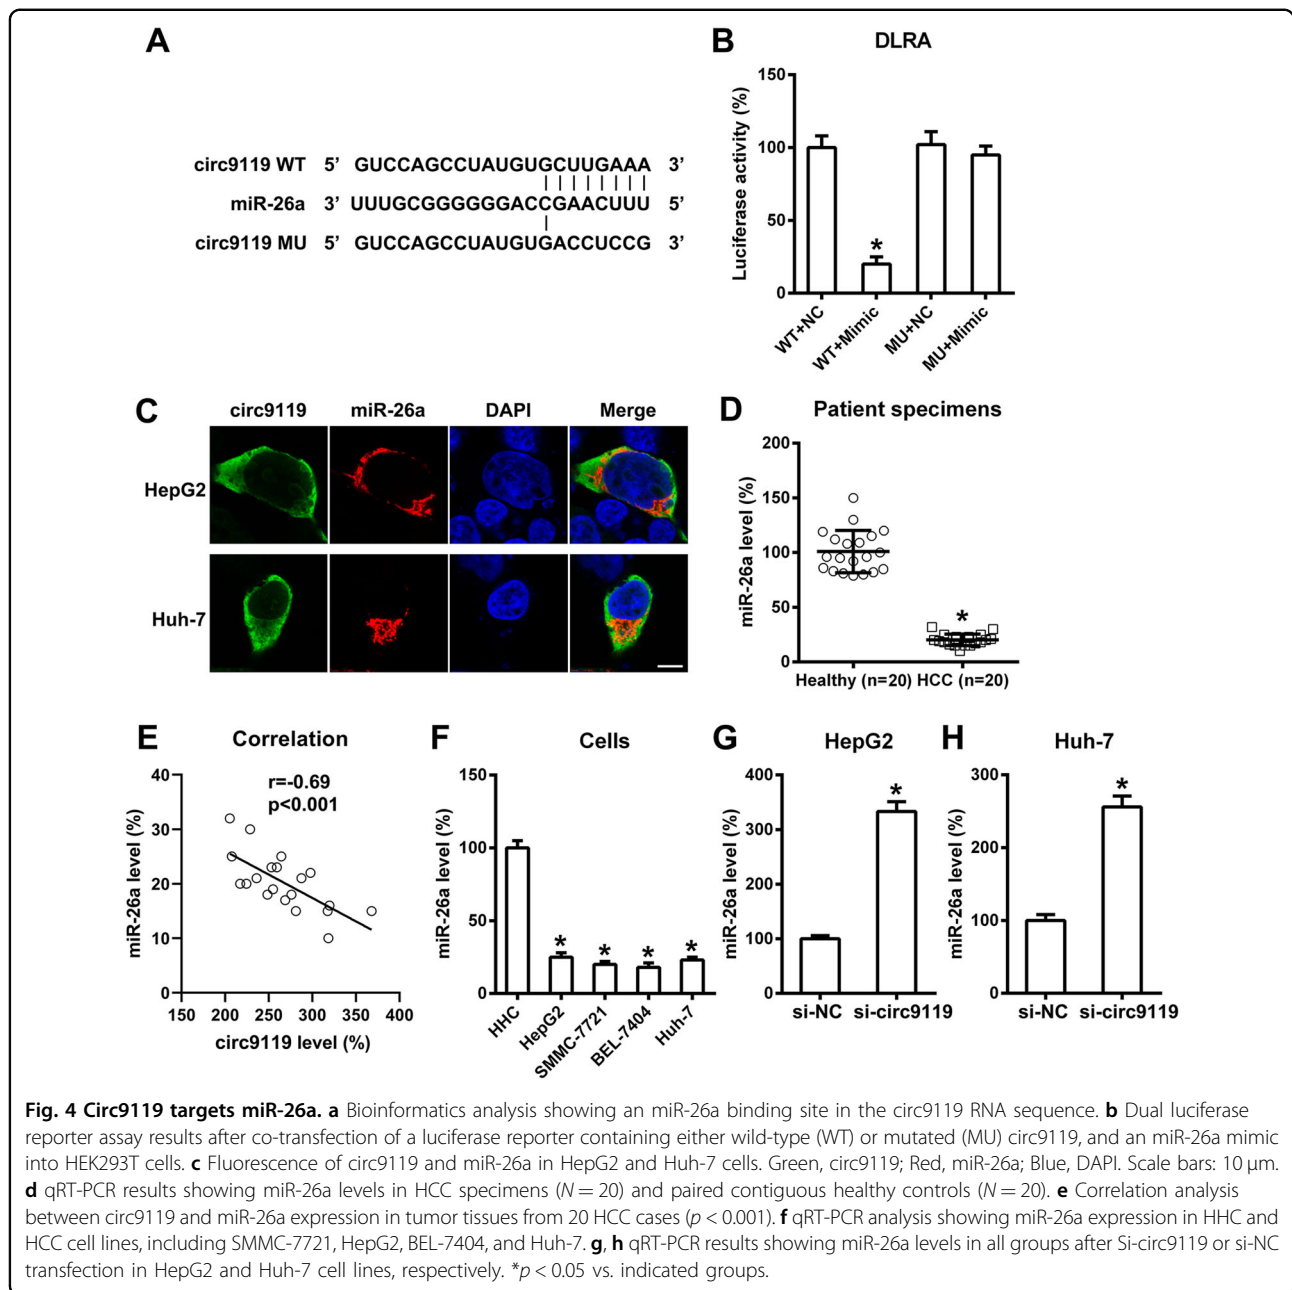 A
circ9119 WT 5’ GUCCAGCCUAUGUGCUUGAAA 3’
miR-26a 3’ UUUGCGGGGGGACCGAACUUU 5’
circ9119 MU 5’ GUCCAGCCUAUGUGACCUCCG 3’
B
DLRA
Luciferase activity (%)
150
100
50
0
WT+NC
WT+Mimic
MU+NC
MU+Mimic
*
C
circ9119 miR-26a DAPI Merge
HepG2
Huh-7
D
Patient specimens
miR-26a level (%)
200
150
100
50
0
*
Healthy (n=20) HCC (n=20)
E
Correlation
r=-0.69
p<0.001
miR-26a level (%)
40
30
20
10
0
150 200 250 300 350 400
circ9119 level (%)
F
Cells
miR-26a level (%)
150
100
50
0
* * * *
HHC
HepG2
SMMC-7721
BEL-7404
Huh-7
G
HepG2
miR-26a level (%)
400
300
200
100
0
*
si-NC si-circ9119
H
Huh-7
miR-26a level (%)
300
200
100
0
*
si-NC si-circ9119
Fig. 4 Circ9119 targets miR-26a. a Bioinformatics analysis showing an miR-26a binding site in the circ9119 RNA sequence. b Dual luciferase
reporter assay results after co-transfection of a luciferase reporter containing either wild-type (WT) or mutated (MU) circ9119, and an miR-26a mimic
into HEK293T cells. c Fluorescence of circ9119 and miR-26a in HepG2 and Huh-7 cells. Green, circ9119; Red, miR-26a; Blue, DAPI. Scale bars: 10 μm.
d qRT-PCR results showing miR-26a levels in HCC specimens (N = 20) and paired contiguous healthy controls (N = 20). e Correlation analysis
between circ9119 and miR-26a expression in tumor tissues from 20 HCC cases (p < 0.001). f qRT-PCR analysis showing miR-26a expression in HHC and
HCC cell lines, including SMMC-7721, HepG2, BEL-7404, and Huh-7. g, h qRT-PCR results showing miR-26a levels in all groups after Si-circ9119 or si-NC
transfection in HepG2 and Huh-7 cell lines, respectively. *p < 0.05 vs. indicated groups.